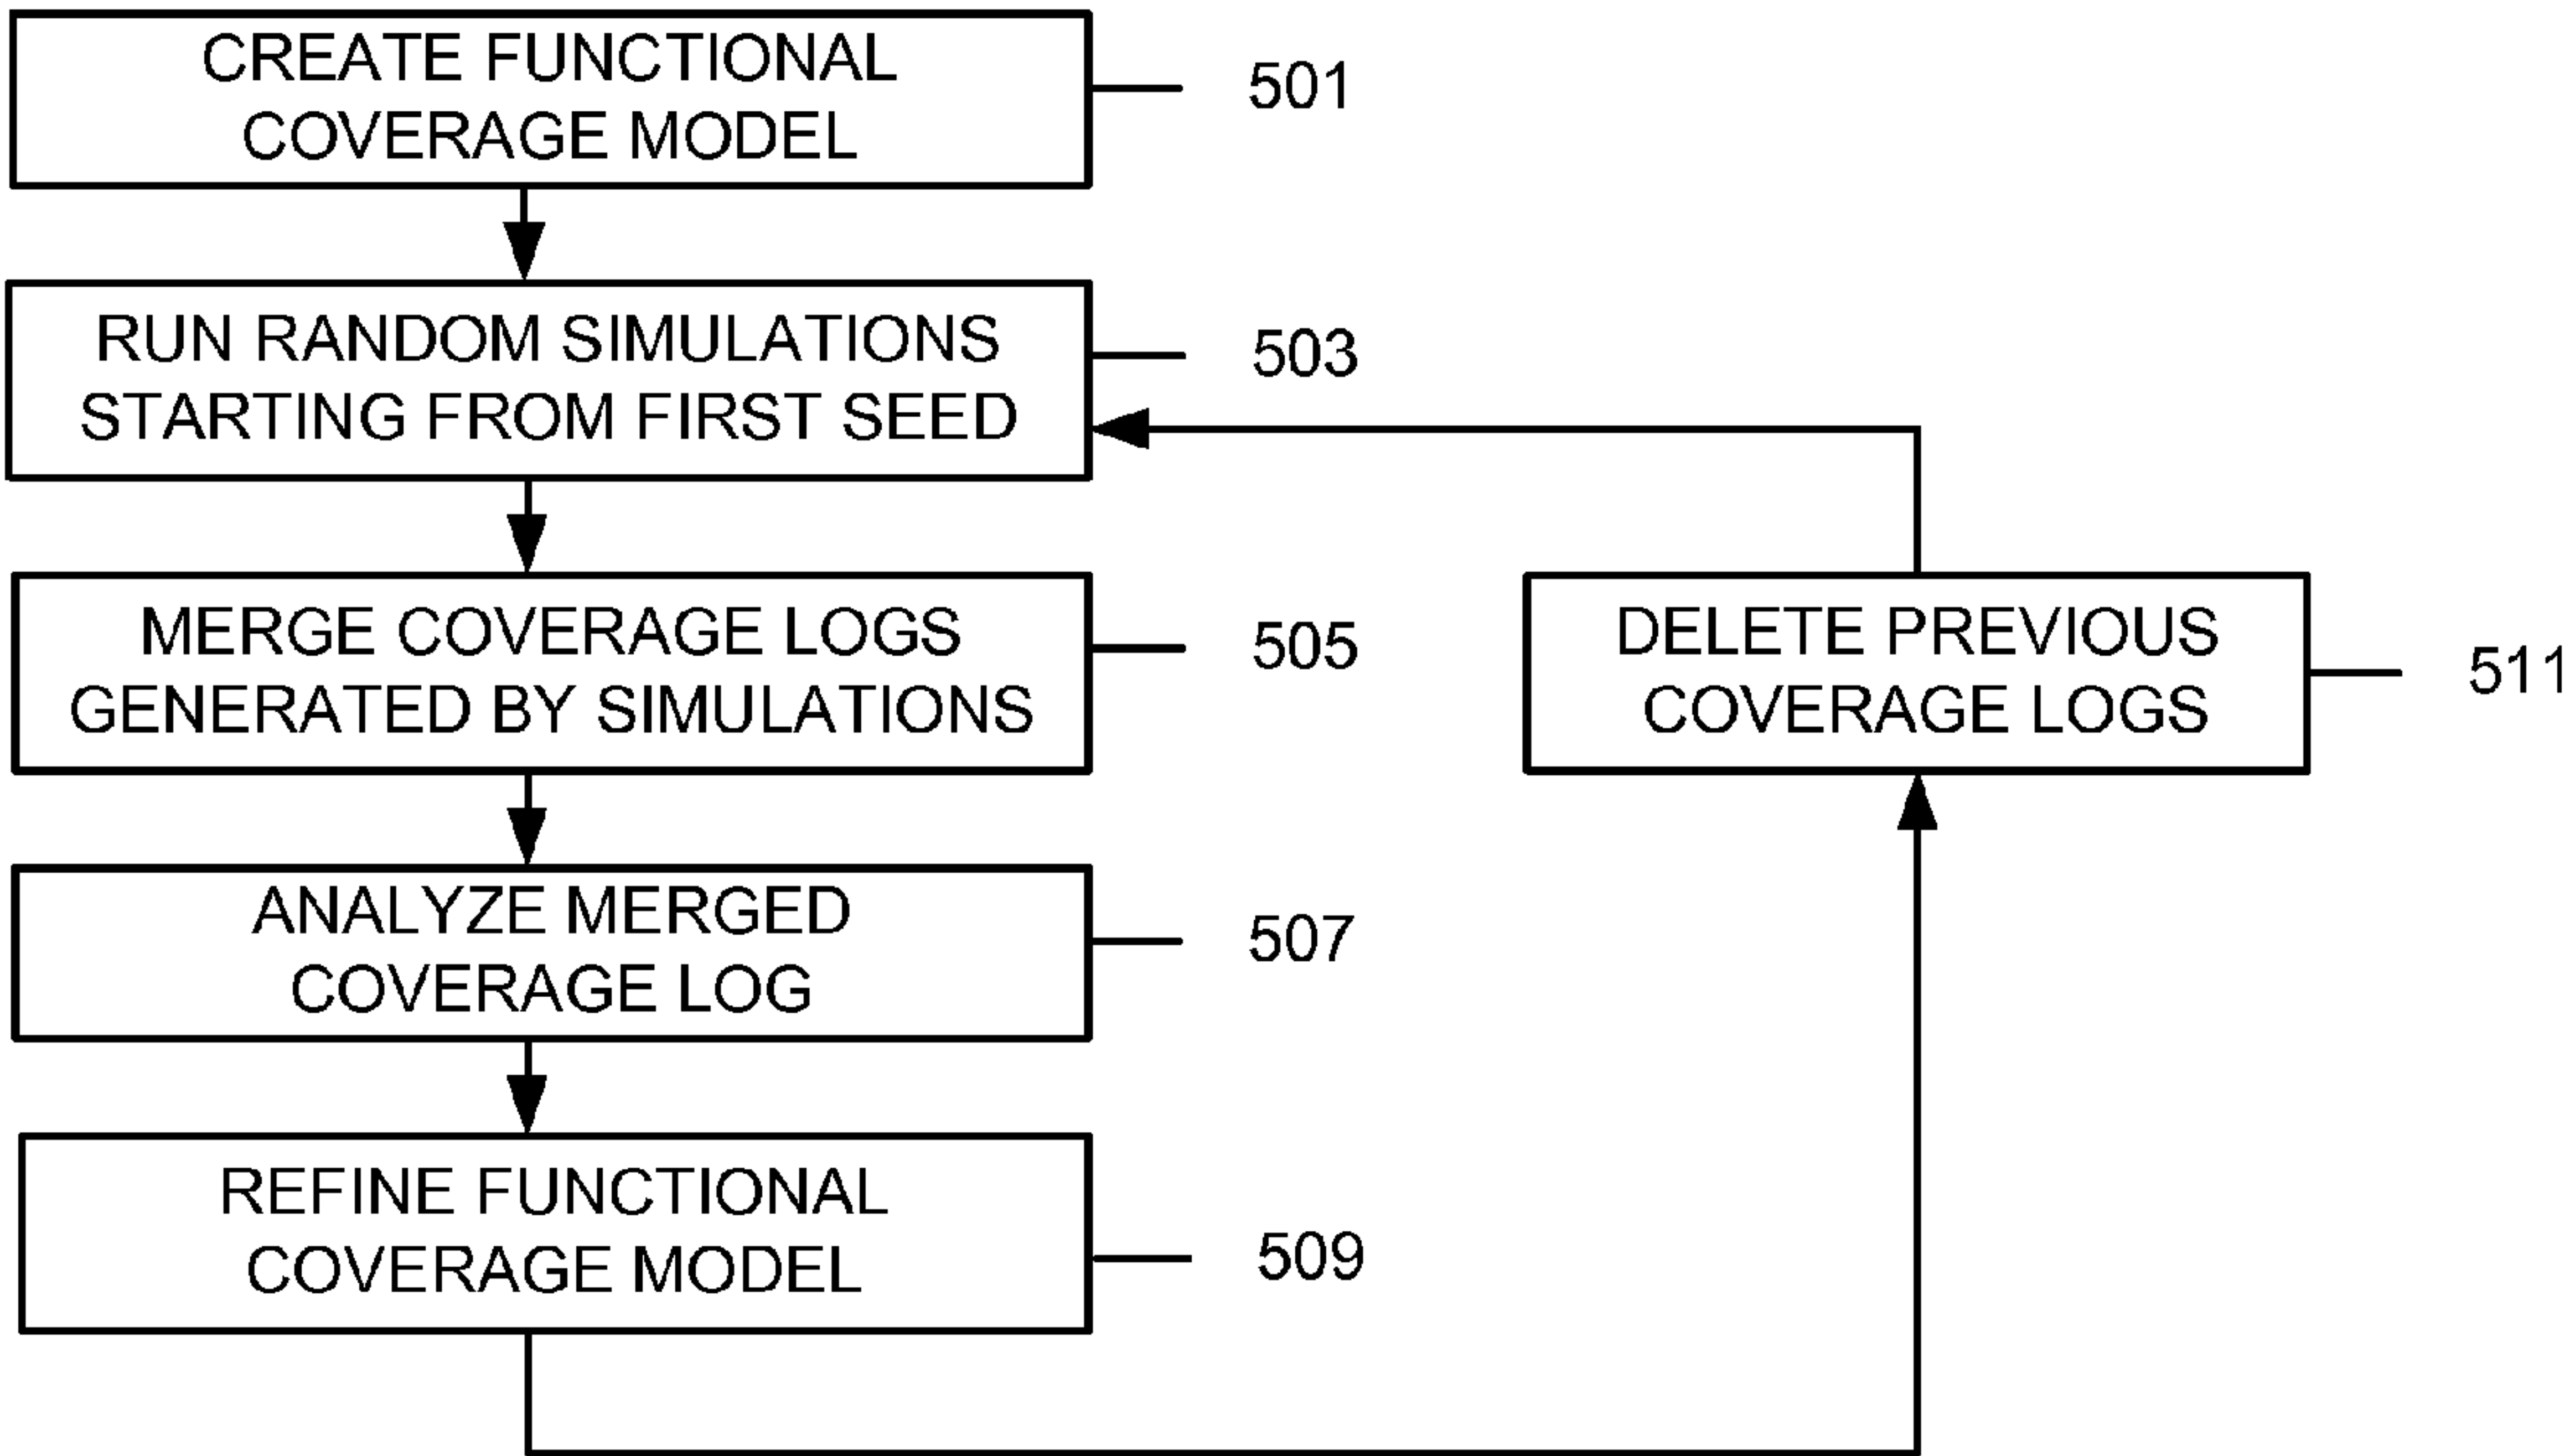 CREATE FUNCTIONAL
COVERAGE MODEL
501
RUN RANDOM SIMULATIONS
STARTING FROM FIRST SEED
503
MERGE COVERAGE LOGS
GENERATED BY SIMULATIONS
505
DELETE PREVIOUS
COVERAGE LOGS
511
ANALYZE MERGED
COVERAGE LOG
507
REFINE FUNCTIONAL
COVERAGE MODEL
509